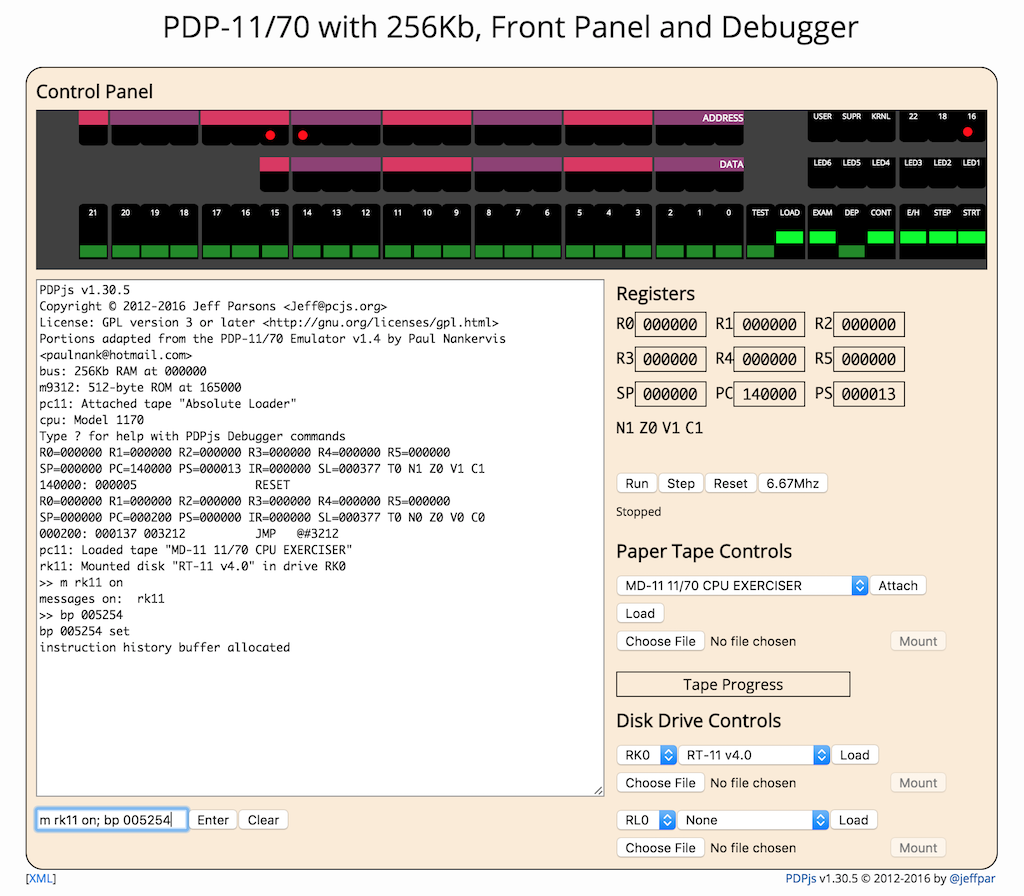 PDP-11/70 with 256Kb, Front Panel and Debugger
Control Panel
ADDRESS
USER SUPR KRNL 22 18 16
DATA
LED6 LED5 LED4 LED3 LED2 LED1
21 20 19 18 17 16 15 14 13 12 11 10 9 8 7 6 5 4 3 2 1 0 TEST LOAD EXAM DEP CONT E/H STEP STRT
PDPjs v1.30.5
Copyright © 2012-2016 Jeff Parsons <Jeff@pcjs.org>
License: GPL version 3 or later <http://gnu.org/licenses/gpl.html>
Portions adapted from the PDP-11/70 Emulator v1.4 by Paul Nankervis
<paulnank@hotmail.com>
bus: 256Kb RAM at 000000
m9312: 512-byte ROM at 165000
pc11: Attached tape "Absolute Loader"
cpu: Model 1170
Type ? for help with PDPjs Debugger commands
R0=000000 R1=000000 R2=000000 R3=000000 R4=000000 R5=000000
SP=000000 PC=140000 PS=000013 IR=000000 SL=000377 T0 N1 Z0 V1 C1
140000: 000005 RESET
R0=000000 R1=000000 R2=000000 R3=000000 R4=000000 R5=000000
SP=000000 PC=000200 PS=000000 IR=000000 SL=000377 T0 N0 Z0 V0 C0
000200: 000137 003212 JMP @#3212
pc11: Loaded tape "MD-11 11/70 CPU EXERCISER"
rk11: Mounted disk "RT-11 v4.0" in drive RK0
>> m rk11 on
messages on: rk11
>> bp 005254
bp 005254 set
instruction history buffer allocated
m rk11 on; bp 005254 Enter Clear
Registers
R0 000000 R1 000000 R2 000000
R3 000000 R4 000000 R5 000000
SP 000000 PC 140000 PS 000013
N1 Z0 V1 C1
Run Step Reset 6.67Mhz
Stopped
Paper Tape Controls
MD-11 11/70 CPU EXERCISER Attach
Load
Choose File No file chosen Mount
Tape Progress
Disk Drive Controls
RK0 RT-11 v4.0 Load
Choose File No file chosen Mount
RL0 None Load
Choose File No file chosen Mount
[XML]
PDPjs v1.30.5 © 2012-2016 by @jeffpar